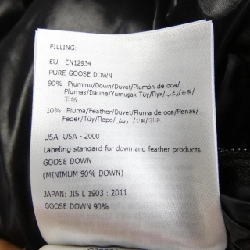 FILLING:
EU EN12934
PURE GOOSE DOWN
90% Piumino/Down/Duvet/Plumón de oca/
10% Piuma/Feather/Duvet/Pluma de oca/Penas/
USA: USA - 2000
Labeling standard for down and feather products
GOOSE DOWN
(MINIMUM 90% DOWN)
JAPAN: JIS L 1903 : 2011
GOOSE DOWN 93%